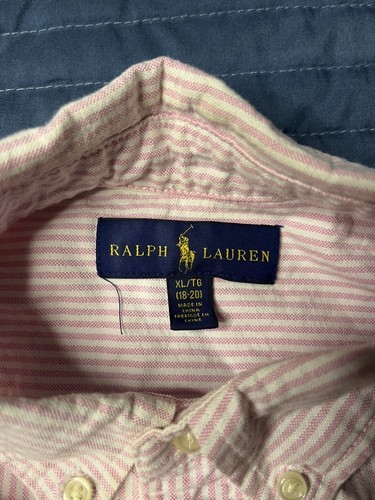 RALPH LAUREN
XL/TG
(18-20)
MADE IN
CHINA
FABRIQUÉ EN
CHINE